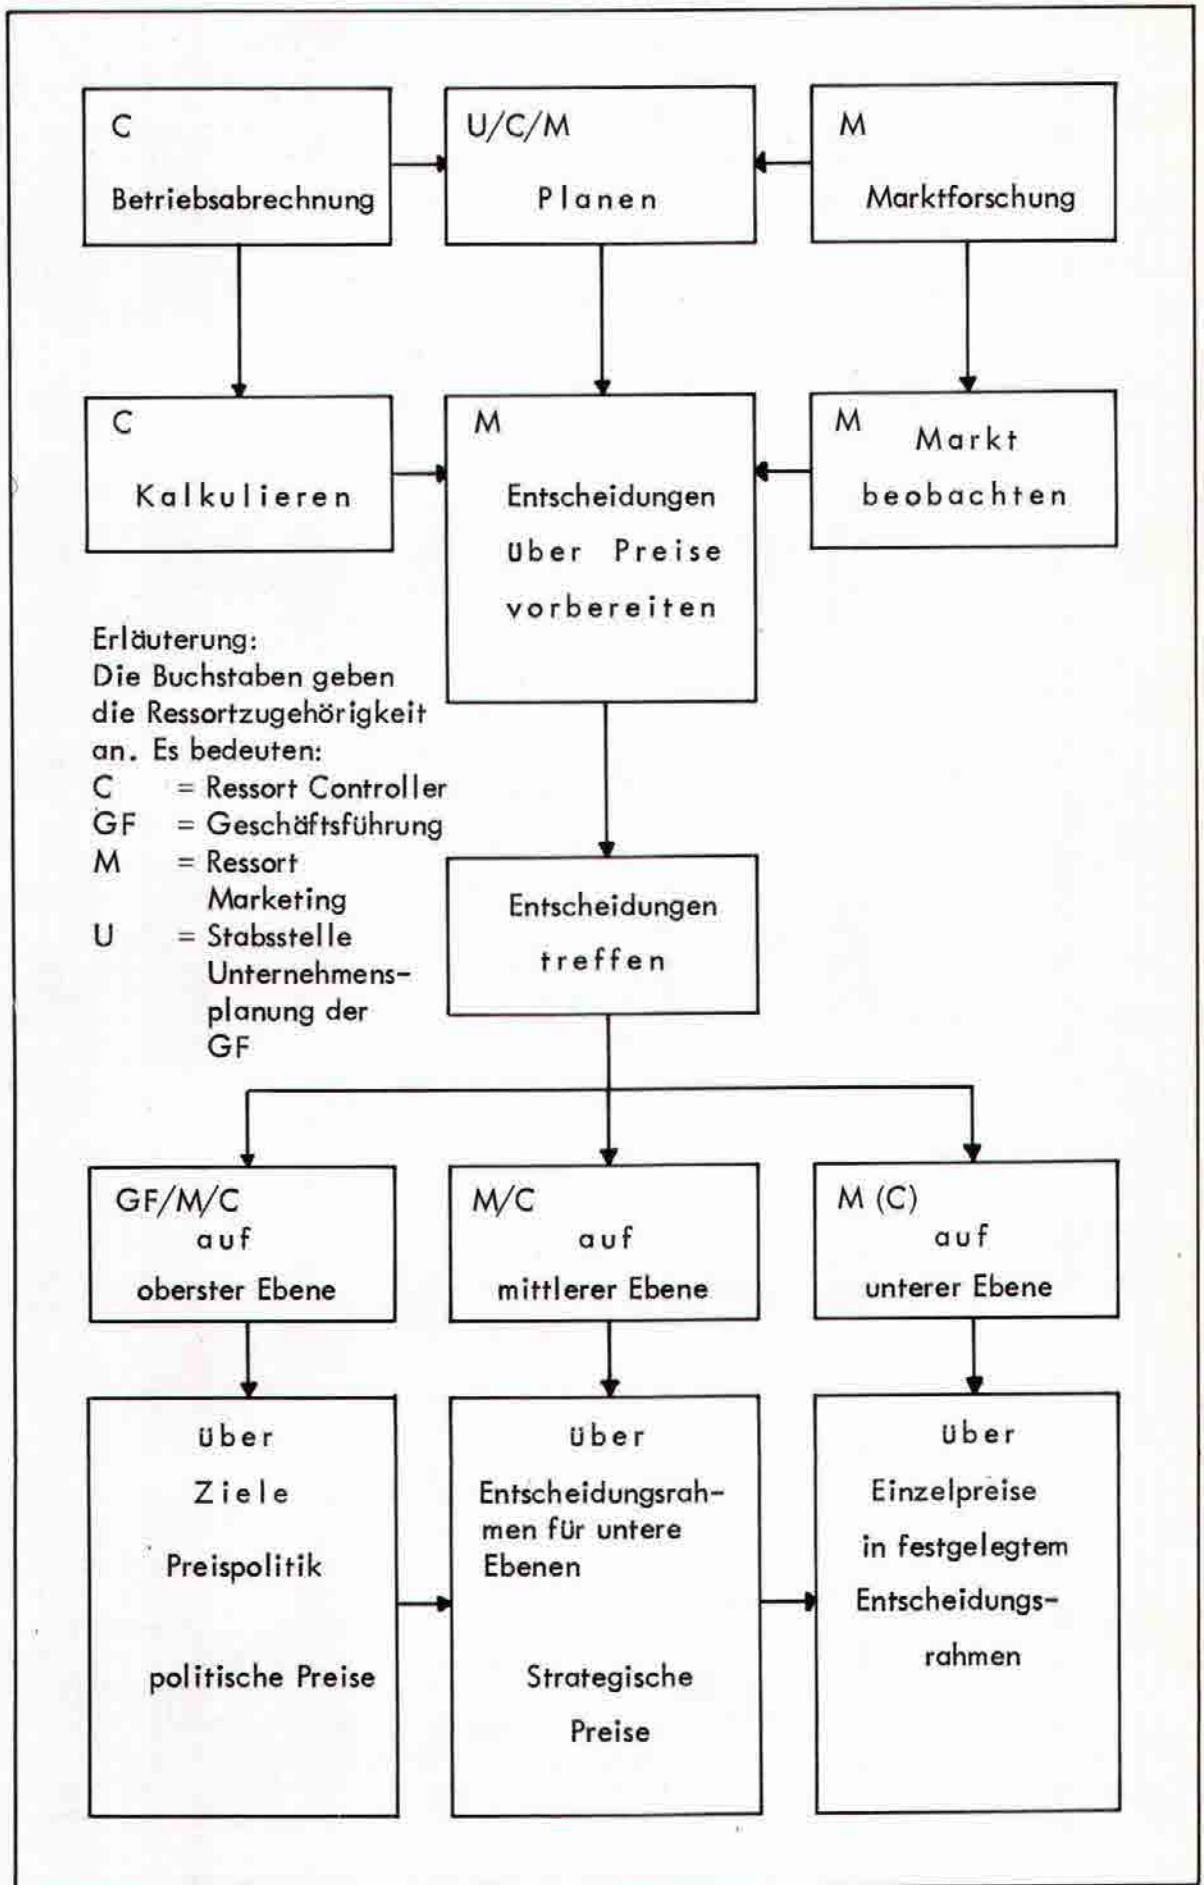 C
Betriebsabrechnung
U/C/M
Planen
M
Marktforschung
C
Kalkulieren
M
Entscheidungen
über Preise
vorbereiten
M
Markt
beobachten
Erläuterung:
Die Buchstaben geben
die Ressortzugehörigkeit
an. Es bedeuten:
C = Ressort Controller
GF = Geschäftsführung
M = Ressort
Marketing
U = Stabsstelle
Unternehmens-
planung der
GF
Entscheidungen
treffen
GF/M/C
auf
oberster Ebene
M/C
auf
mittlerer Ebene
M (C)
auf
unterer Ebene
über
Ziele
Preispolitik
politische Preise
über
Entscheidungsrah-
men für untere
Ebenen
Strategische
Preise
über
Einzelpreise
in festgelegtem
Entscheidungs-
rahmen